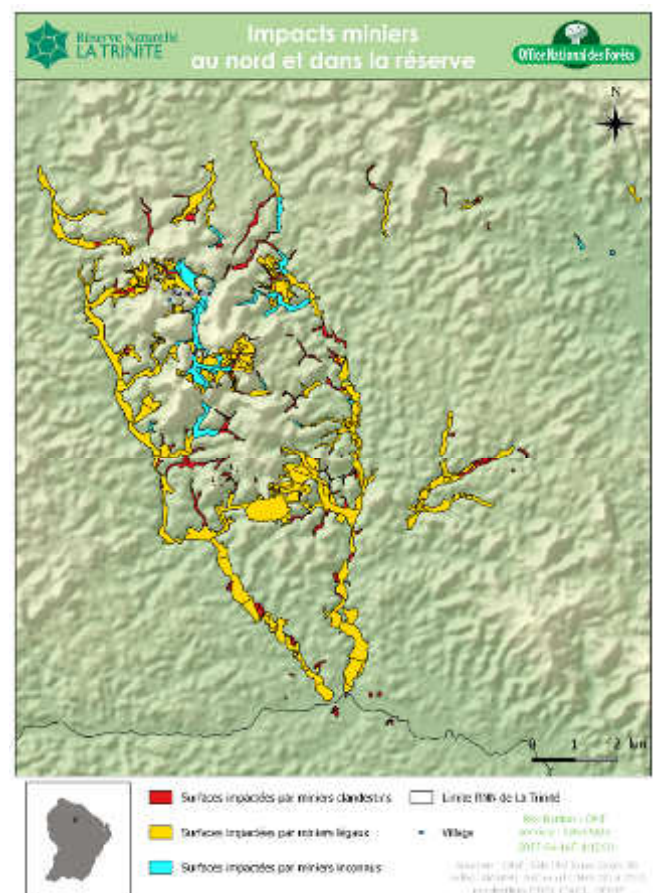 Réserve Naturelle
LA TRINITÉ
Impacts miniers
au nord et dans la réserve
Office National des Forêts
N
0 1 2 km
Surfaces impactées par miniers clandestins
Limite RNN de La Trinité
Surfaces impactées par miniers légaux
Village
Surfaces impactées par miniers inconnus